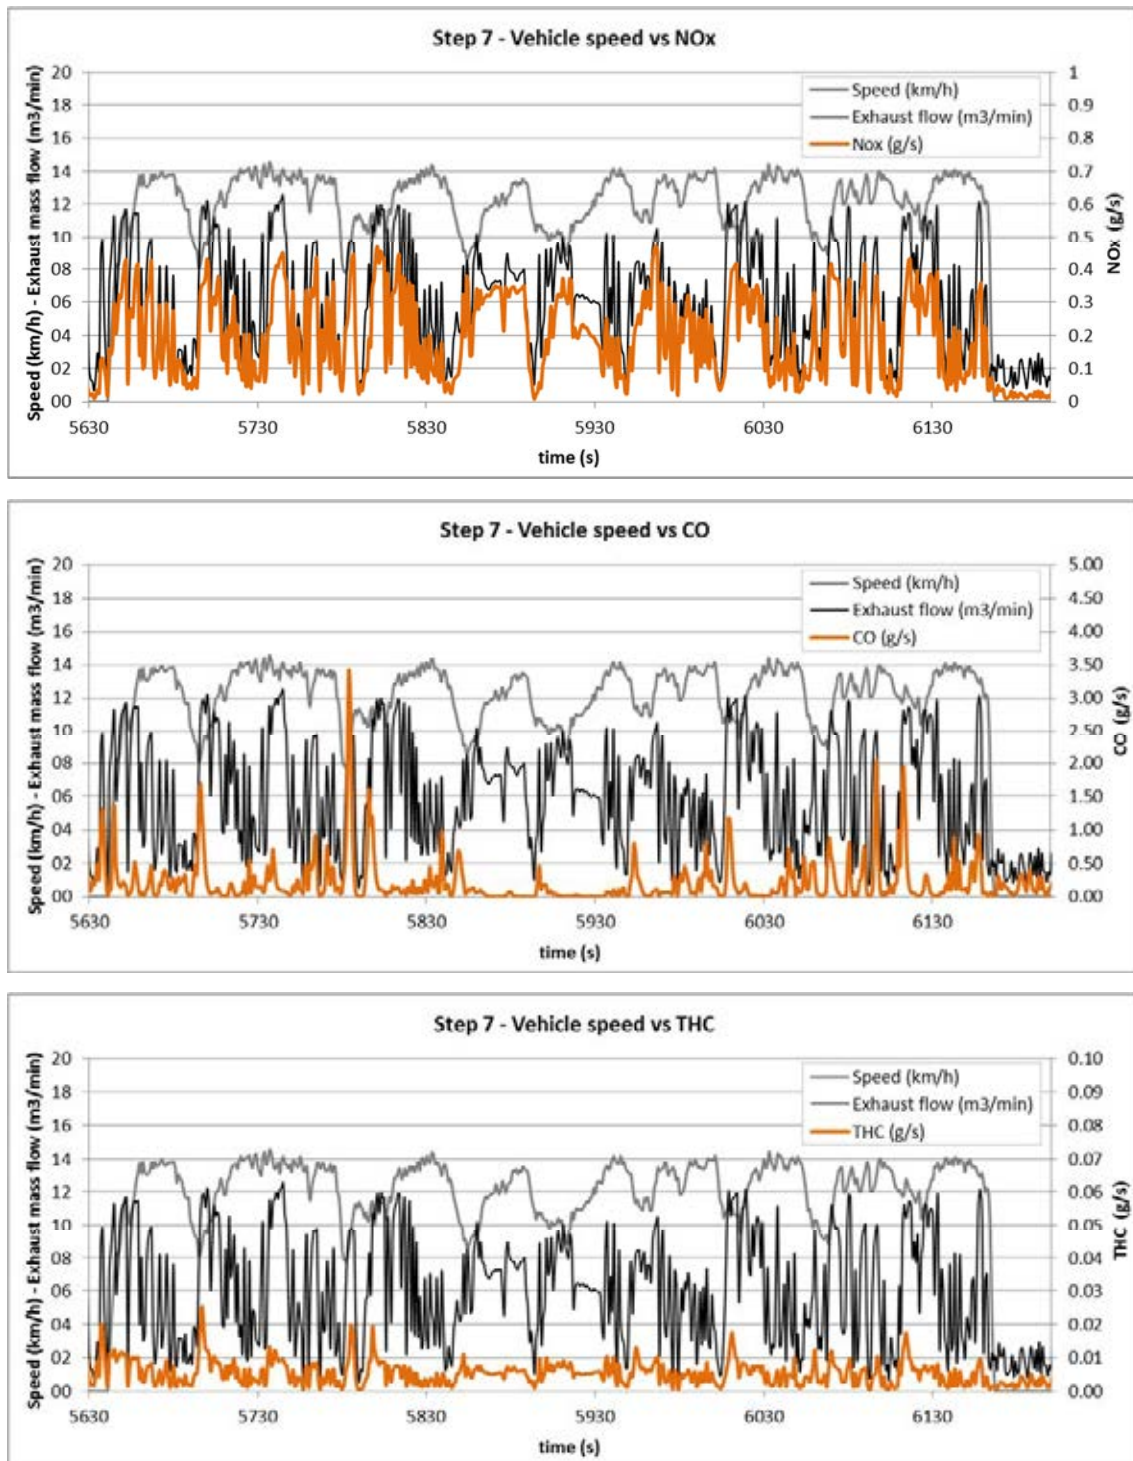 Step 7 - Vehicle speed vs NOx
Speed (km/h) - Exhaust mass flow (m3/min)
20
18
16
14
12
10
08
06
04
02
00
Speed (km/h)
Exhaust flow (m3/min)
Nox (g/s)
1
0.9
0.8
0.7
0.6
0.5
0.4
0.3
0.2
0.1
0
NOx (g/s)
5630 5730 5830 5930 6030 6130
time (s)
Step 7 - Vehicle speed vs CO
Speed (km/h) - Exhaust mass flow (m3/min)
20
18
16
14
12
10
08
06
04
02
00
Speed (km/h)
Exhaust flow (m3/min)
CO (g/s)
5.00
4.50
4.00
3.50
3.00
2.50
2.00
1.50
1.00
0.50
0.00
CO (g/s)
5630 5730 5830 5930 6030 6130
time (s)
Step 7 - Vehicle speed vs THC
Speed (km/h) - Exhaust mass flow (m3/min)
20
18
16
14
12
10
08
06
04
02
00
Speed (km/h)
Exhaust flow (m3/min)
THC (g/s)
0.10
0.09
0.08
0.07
0.06
0.05
0.04
0.03
0.02
0.01
0.00
THC (g/s)
5630 5730 5830 5930 6030 6130
time (s)